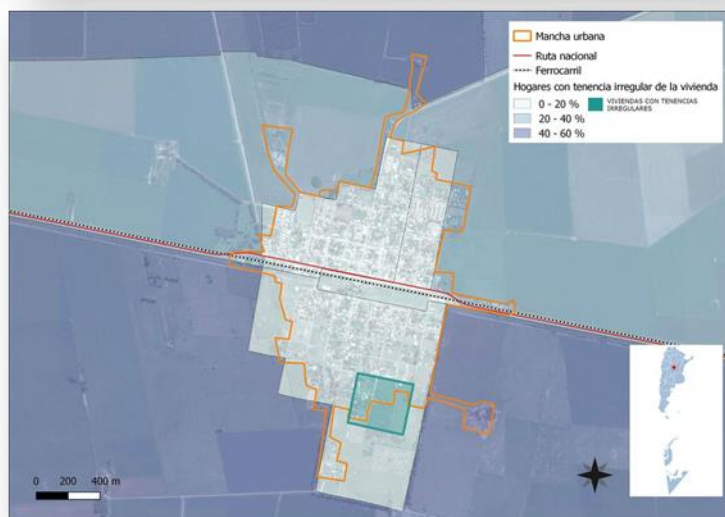 Mancha urbana
Ruta nacional
Ferrocarril
Hogares con tenencia irregular de la vivienda
0 - 20 %
VIVIENDAS CON TENENCIAS
IRREGULARES
20 - 40 %
40 - 60 %
0 200 400 m